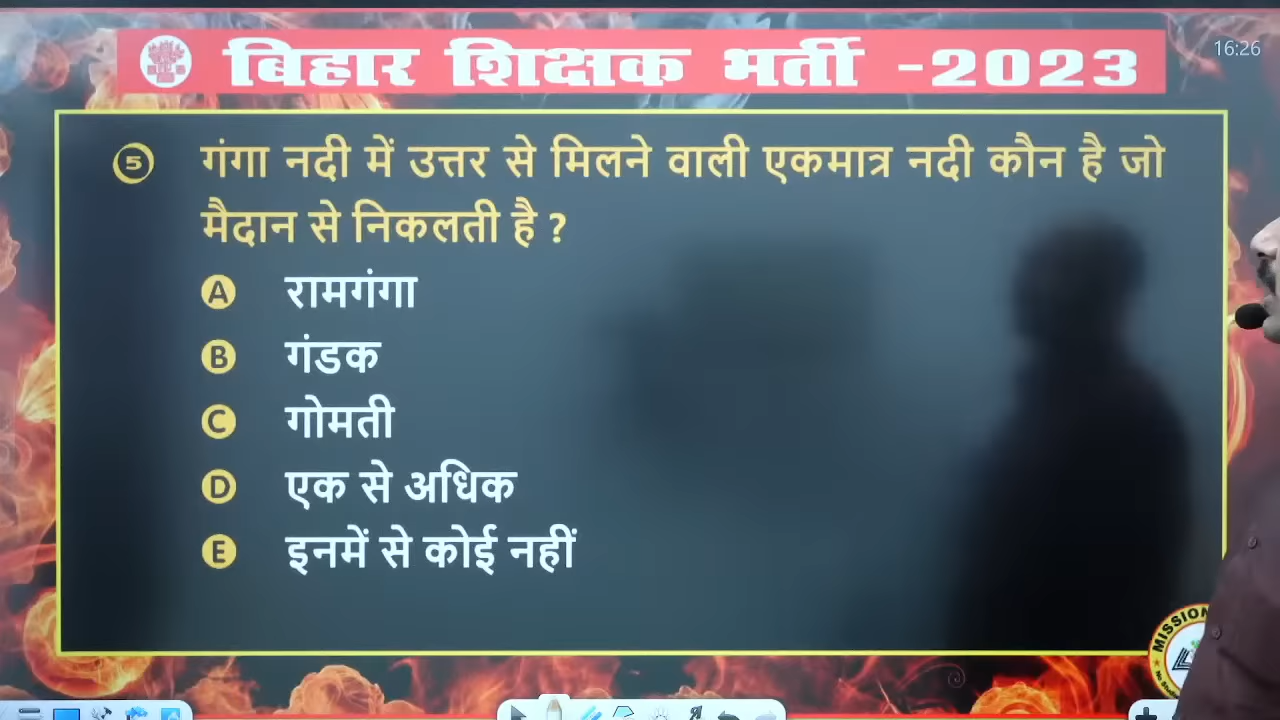 बिहार शिक्षक भर्ती -2023
16:26
5 गंगा नदी में उत्तर से मिलने वाली एकमात्र नदी कौन है जो
मैदान से निकलती है ?
A रामगंगा
B गंडक
C गोमती
D एक से अधिक
E इनमें से कोई नहीं
MISSION